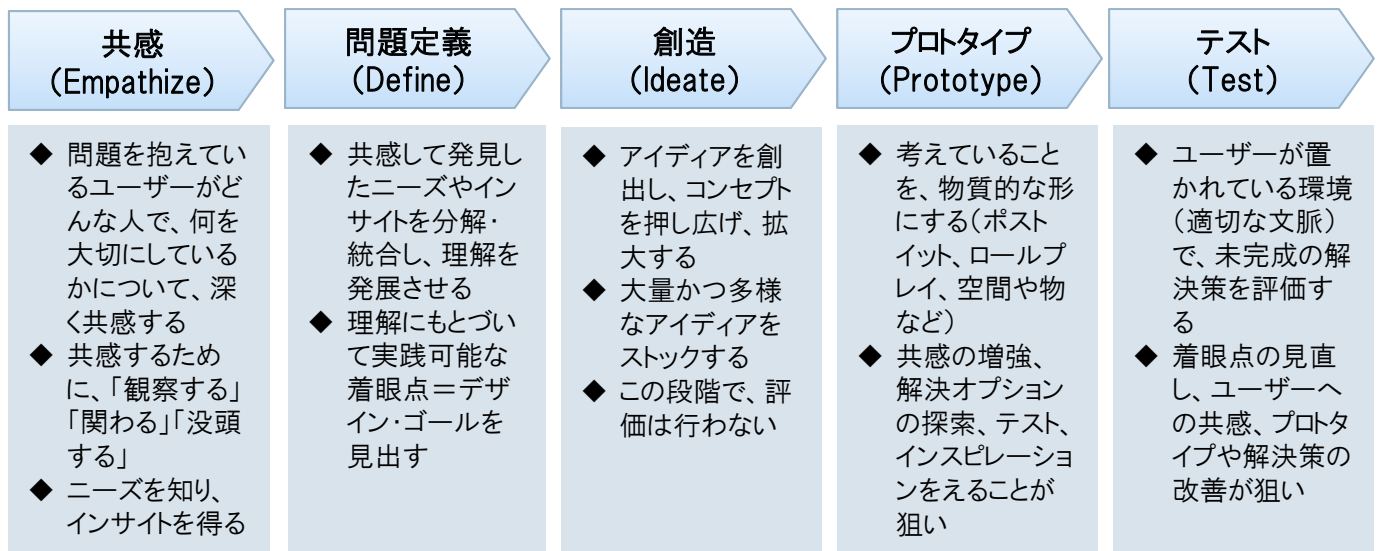 共感
(Empathize)
◆ 問題を抱えてい
るユーザーがど
んな人で、何を
大切にしている
かについて、深
く共感する
◆ 共感するため
に、「観察する」
「関わる」「没頭
する」
◆ ニーズを知り、
インサイトを得る
問題定義
(Define)
◆ 共感して発見し
たニーズやイン
サイトを分解・
統合し、理解を
発展させる
◆ 理解にもとづい
て実践可能な
着眼点＝デザ
イン・ゴールを
見出す
創造
(Ideate)
◆ アイディアを創
出し、コンセプト
を押し広げ、拡
大する
◆ 大量かつ多様
なアイディアを
ストックする
◆ この段階で、評
価は行わない
プロトタイプ
(Prototype)
◆ 考えていること
を、物質的な形
にする(ポスト
イット、ロールプ
レイ、空間や物
など)
◆ 共感の増強、
解決オプション
の探索、テスト、
インスピレーショ
ンをえることが
狙い
テスト
(Test)
◆ ユーザーが置
かれている環境
(適切な文脈)
で、未完成の解
決策を評価す
る
◆ 着眼点の見直
し、ユーザーへ
の共感、プロトタ
イプや解決策の
改善が狙い